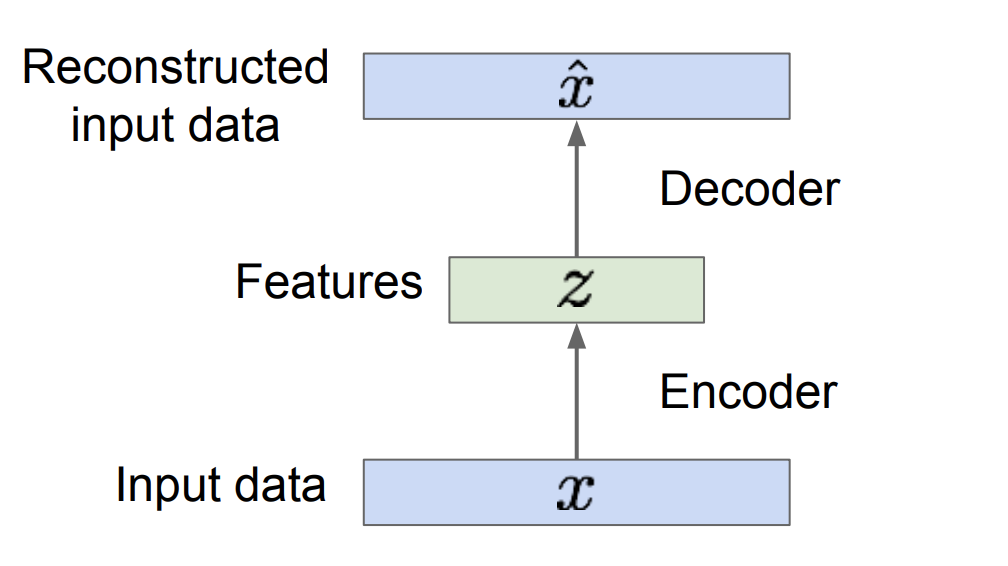 Reconstructed
input data
x̂
Decoder
Features
z
Encoder
Input data
x